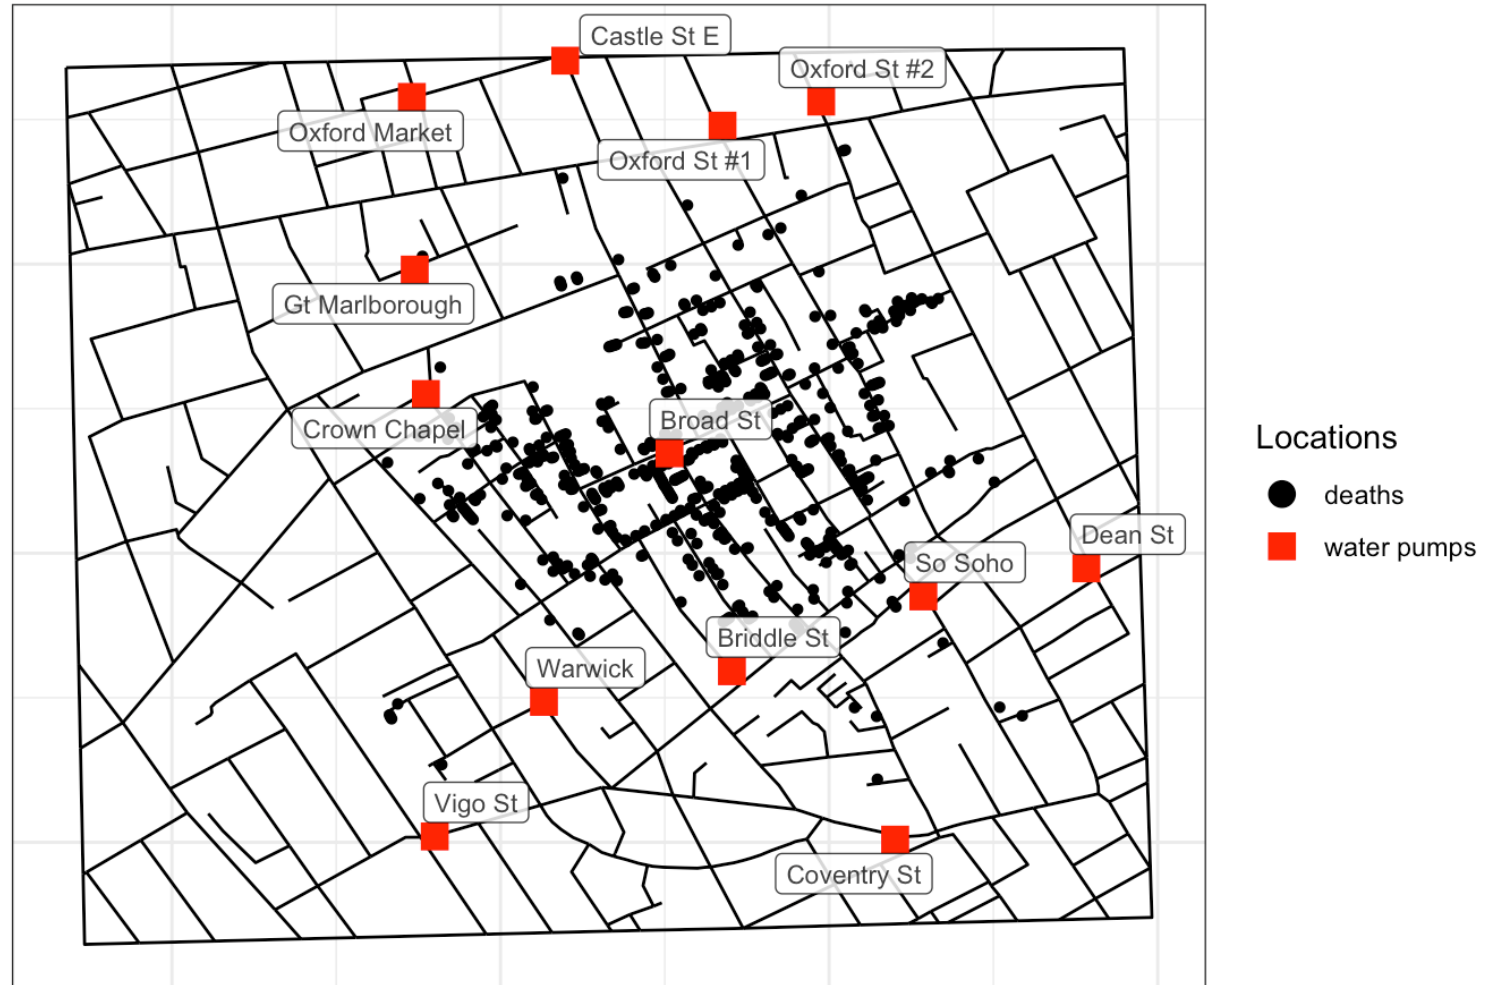 Castle St E
Oxford St #2
Oxford Market
Oxford St #1
Gt Marlborough
Crown Chapel
Broad St
Locations
deaths
water pumps
Dean St
So Soho
Briddle St
Warwick
Vigo St
Coventry St